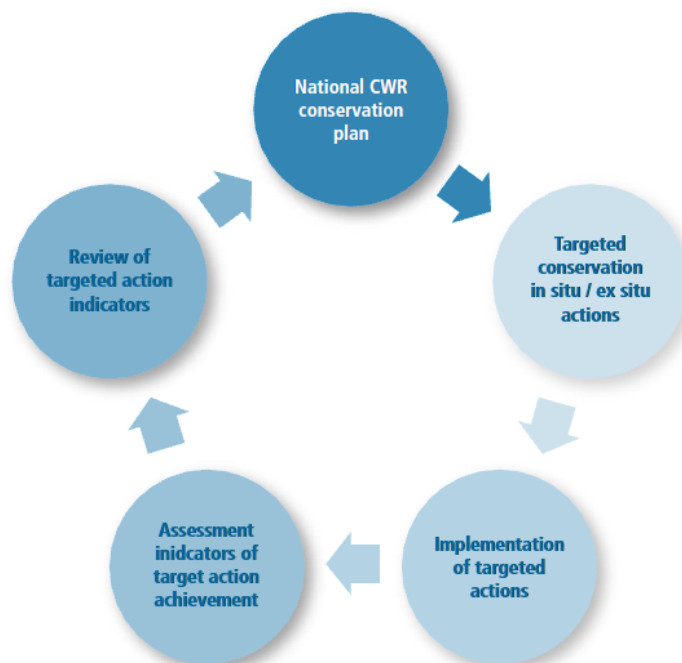 National CWR
conservation
plan
Targeted
conservation
in situ / ex situ
actions
Implementation
of targeted
actions
Assessment
inidcators of
target action
achievement
Review of
targeted action
indicators